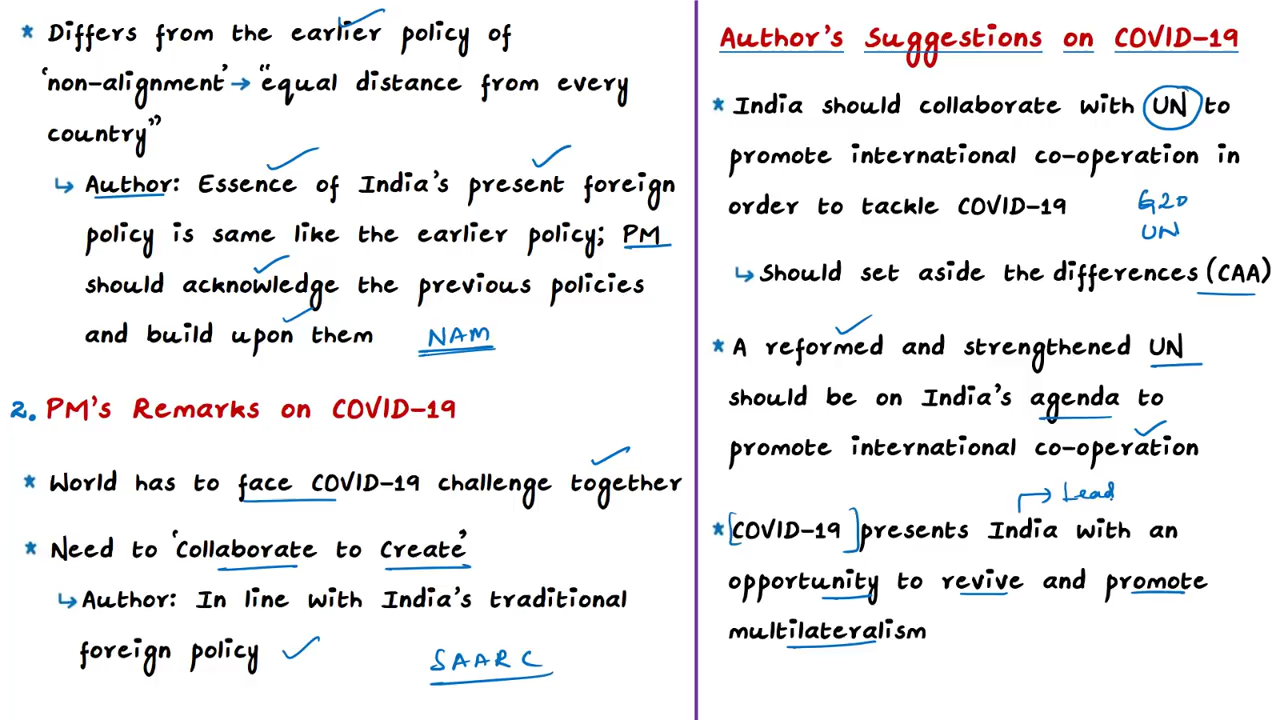 * Differs from the earlier policy of
'non-alignment' → "equal distance from every
country"
↳ Author: Essence of India's present foreign
policy is same like the earlier policy; PM
should acknowledge the previous policies
and build upon them NAM
2. PM's Remarks on COVID-19
* World has to face COVID-19 challenge together
* Need to 'Collaborate to Create'
↳ Author: In line with India's traditional
foreign policy
SAARC
Author's Suggestions on COVID-19
* India should collaborate with UN to
promote international co-operation in
order to tackle COVID-19
G20
UN
↳ Should set aside the differences (CAA)
* A reformed and strengthened UN
should be on India's agenda to
promote international co-operation
→ Lead
* [COVID-19] presents India with an
opportunity to revive and promote
multilateralism